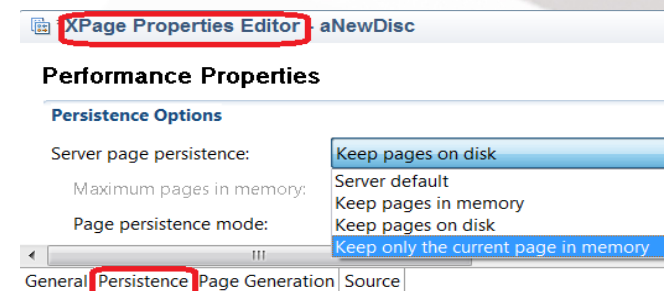 XPage Properties Editor - aNewDisc
Performance Properties
Persistence Options
Server page persistence: Keep pages on disk
Server default
Maximum pages in memory: Keep pages in memory
Page persistence mode: Keep pages on disk
Keep only the current page in memory
General Persistence Page Generation Source